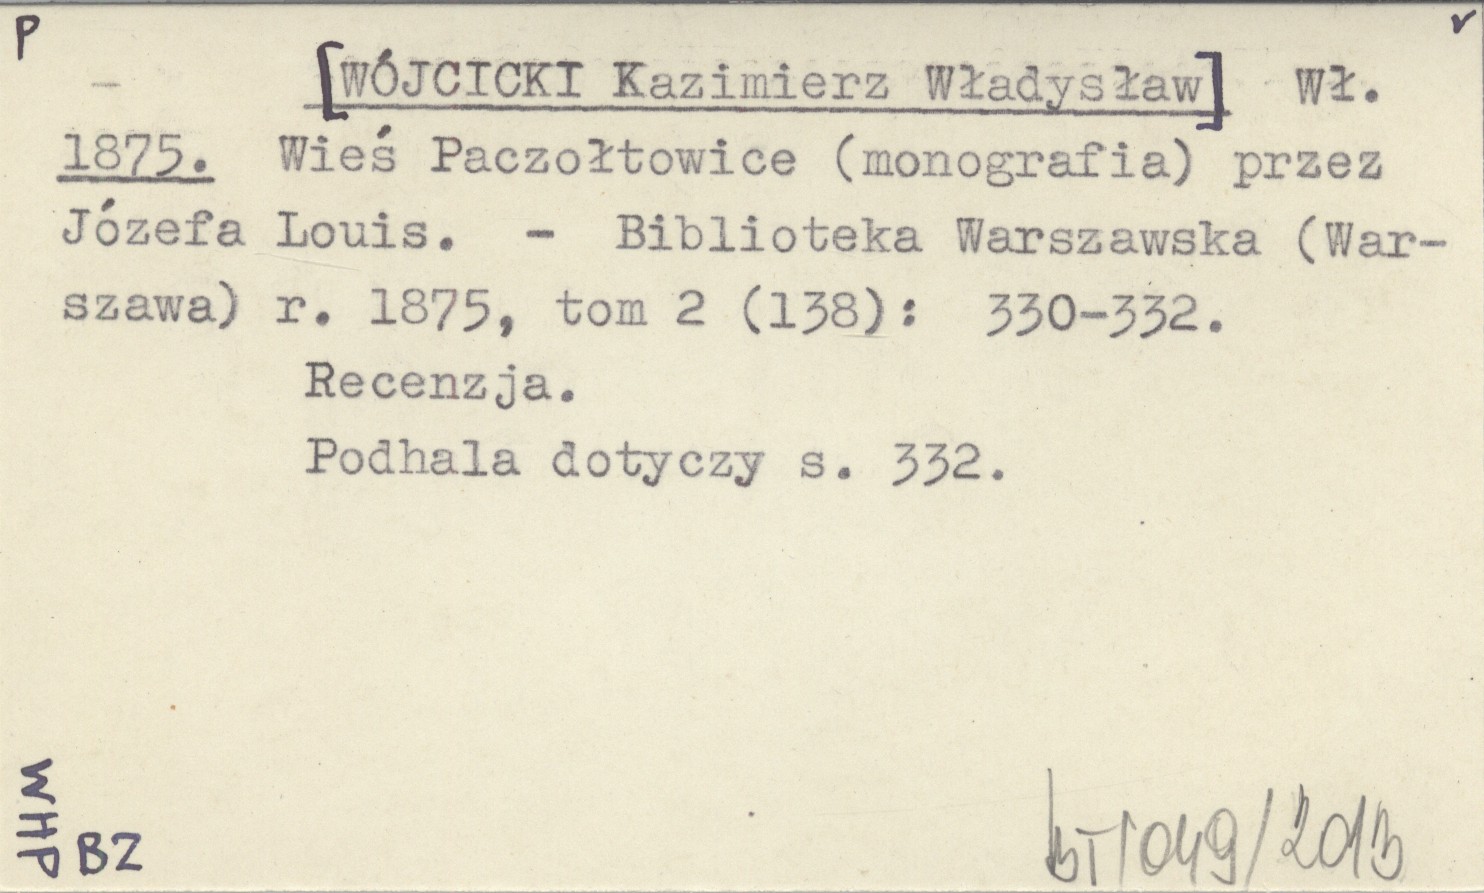 P
v
– [WÓJCICKI Kazimierz Władysław] Wł.
1875. Wieś Paczołtowice (monografia) przez
Józefa Louis. - Biblioteka Warszawska (War-
szawa) r. 1875, tom 2 (138): 330-332.
Recenzja.
Podhala dotyczy s. 332.
WHP
BZ
BT/049/2013